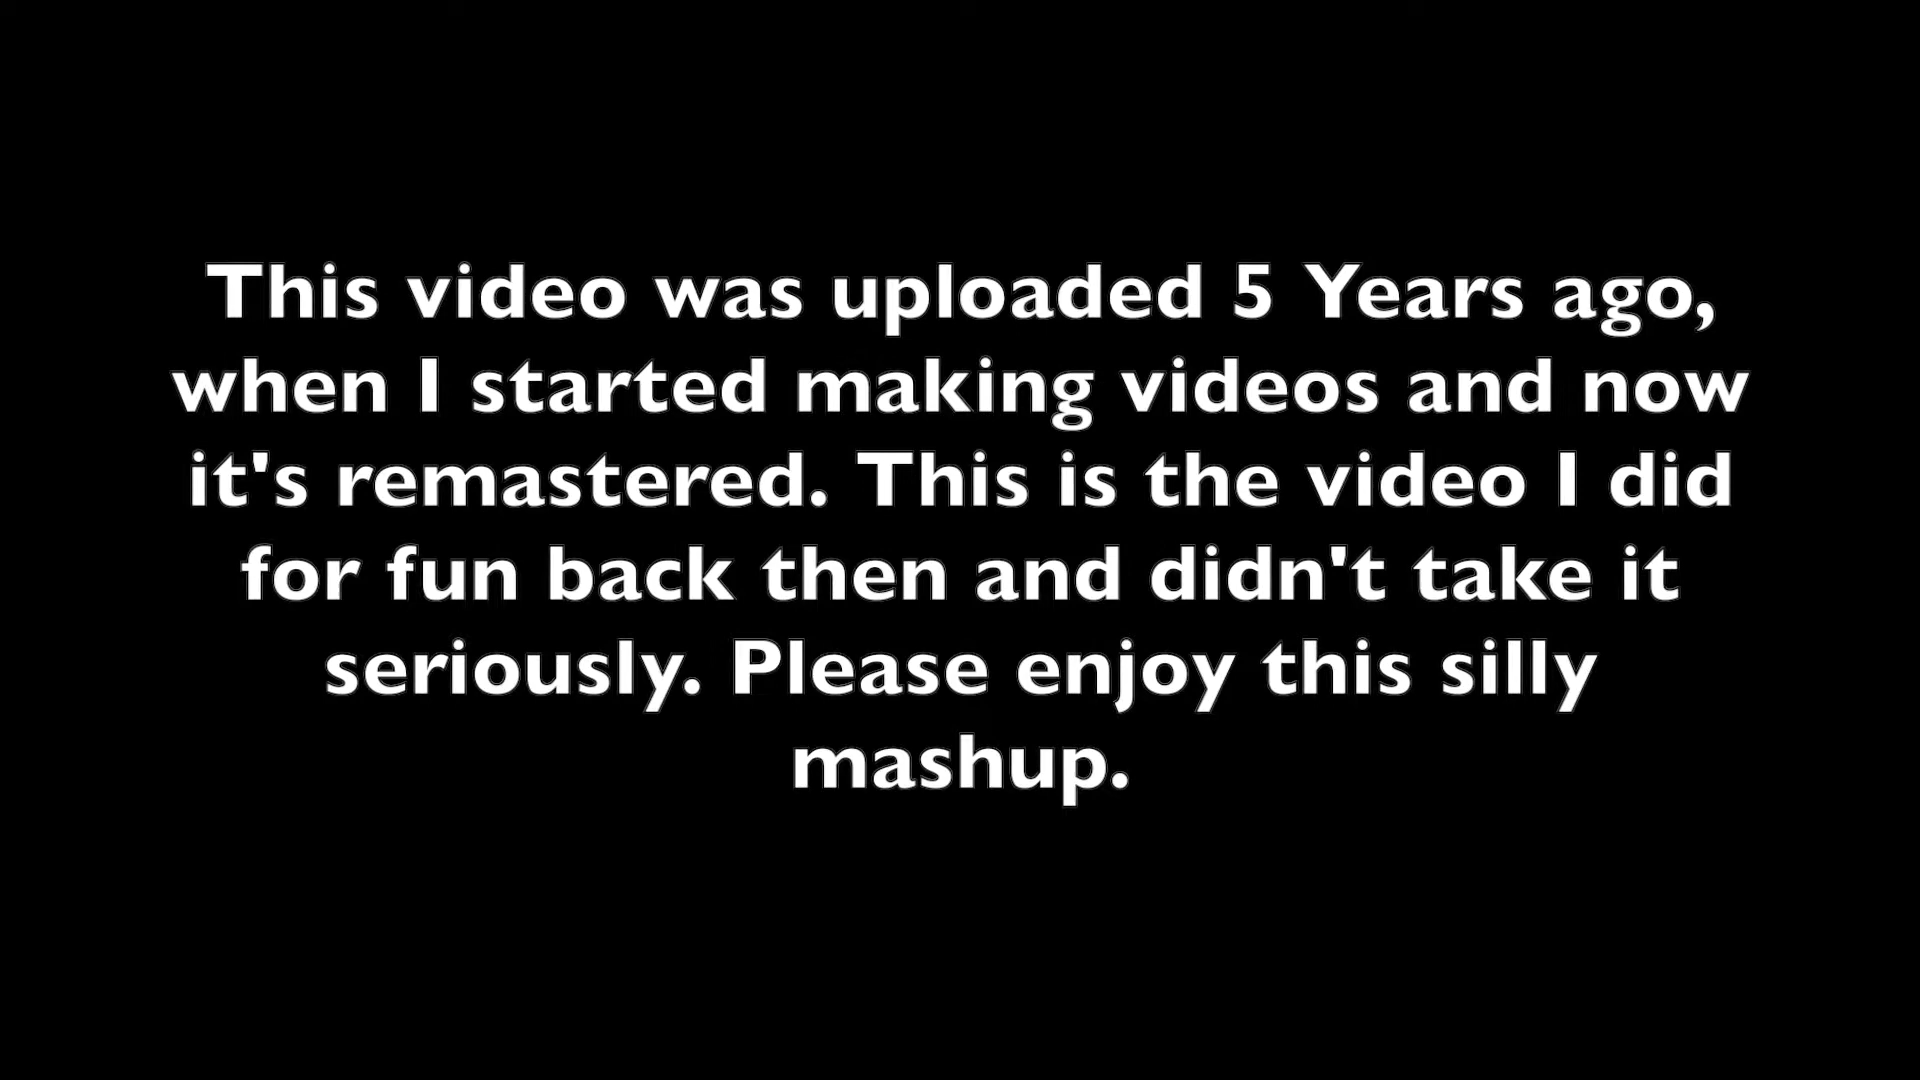 This video was uploaded 5 Years ago,
when I started making videos and now
it's remastered. This is the video I did
for fun back then and didn't take it
seriously. Please enjoy this silly
mashup.